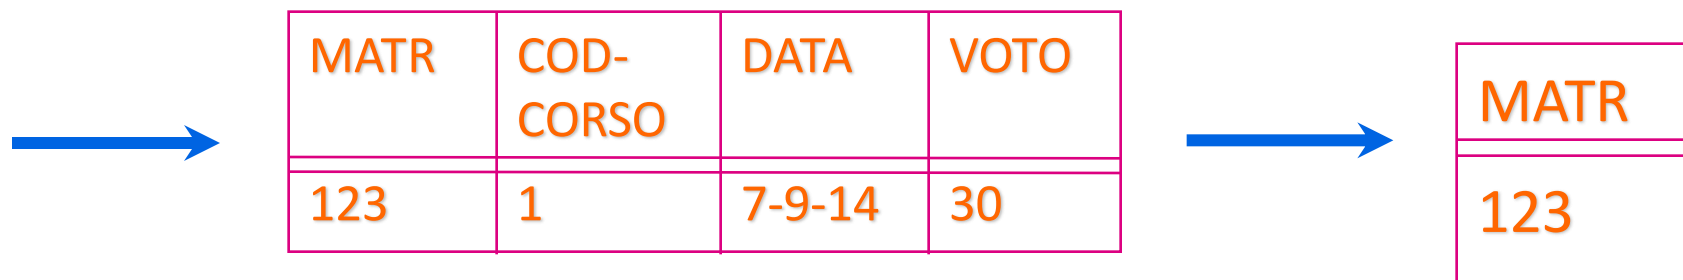 MATR COD- DATA VOTO
CORSO
123 1 7-9-14 30
MATR
123